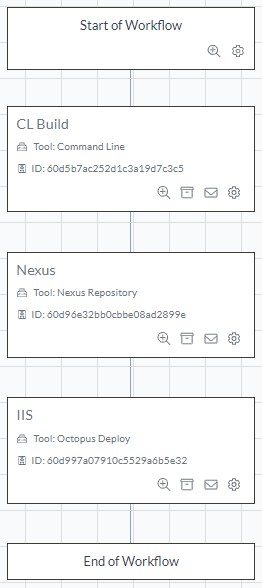 Start of Workflow
CL Build
Tool: Command Line
ID: 60d5b7ac252d1c3a19d7c3c5
Nexus
Tool: Nexus Repository
ID: 60d96e32bb0cbbe08ad2899e
IIS
Tool: Octopus Deploy
ID: 60d997a07910c5529a6b5e32
End of Workflow